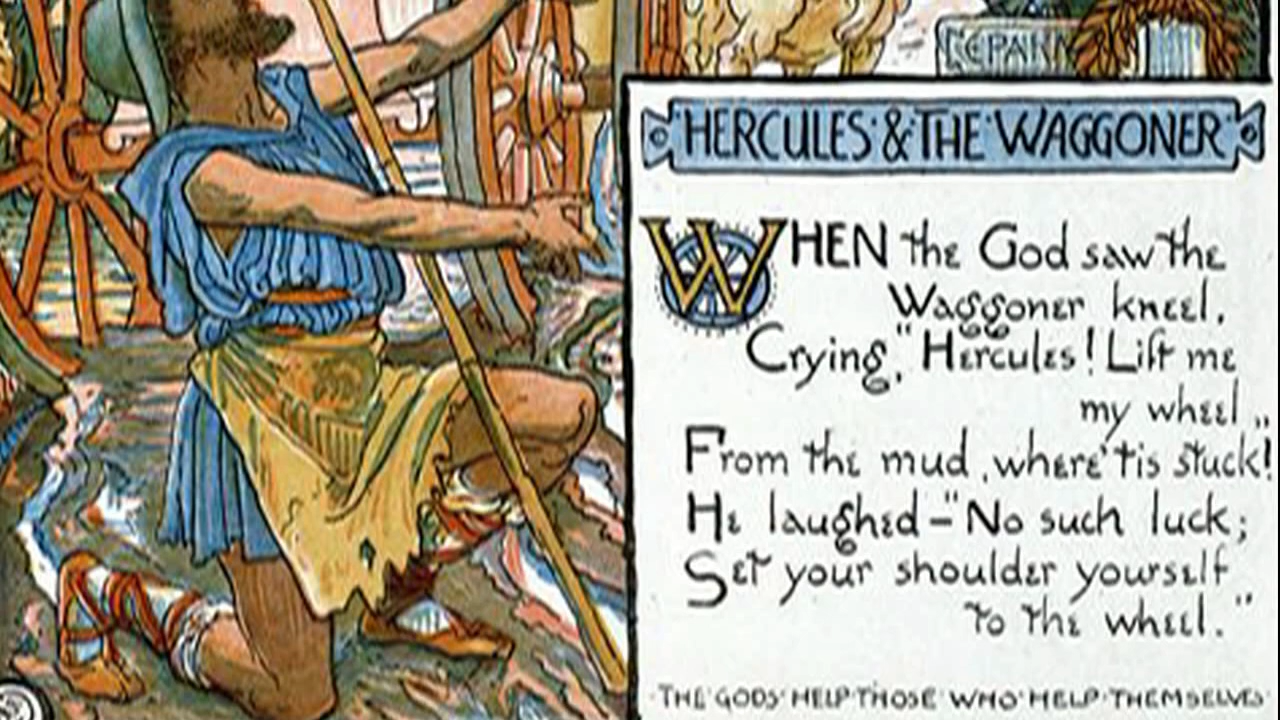 HERCULES & THE WAGGONER
WHEN the God saw the
Waggoner kneel,
Crying, "Hercules! Lift me
my wheel „
From the mud, where 'tis stuck!
He laughed – "No such luck;
Set your shoulder yourself
to the wheel."
THE GODS HELP THOSE WHO HELP THEMSELVES